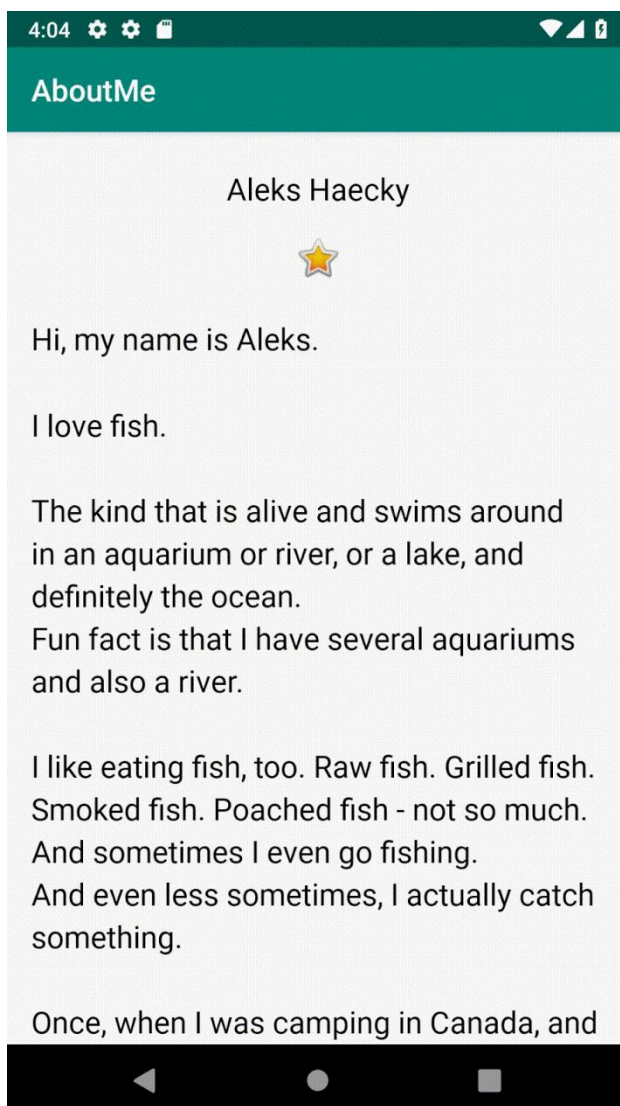 4:04
AboutMe
Aleks Haecky
Hi, my name is Aleks.
I love fish.
The kind that is alive and swims around
in an aquarium or river, or a lake, and
definitely the ocean.
Fun fact is that I have several aquariums
and also a river.
I like eating fish, too. Raw fish. Grilled fish.
Smoked fish. Poached fish - not so much.
And sometimes I even go fishing.
And even less sometimes, I actually catch
something.
Once, when I was camping in Canada, and